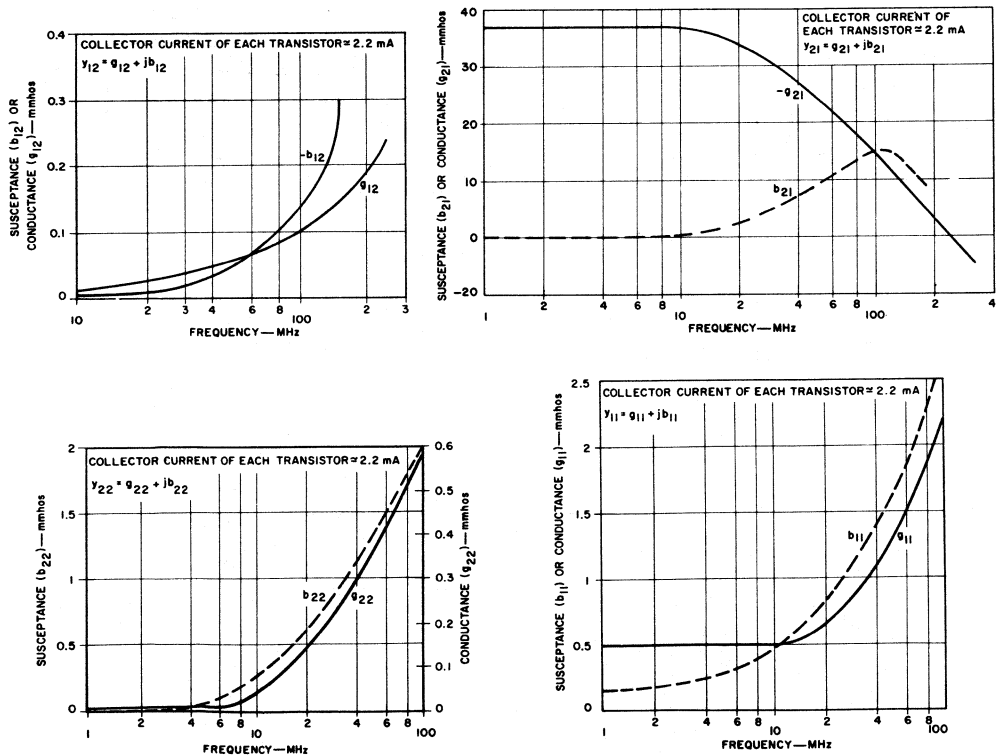 COLLECTOR CURRENT OF EACH TRANSISTOR≃2.2 mA
y12 = g12 + jb12
SUSCEPTANCE (b12) OR
CONDUCTANCE (g12)—mmhos
0.4
0.3
0.2
0.1
0
-b12
g12
10 2 3 4 6 8 100 2 3
FREQUENCY—MHz
COLLECTOR CURRENT OF
EACH TRANSISTOR≃2.2 mA
y21 = g21 + jb21
SUSCEPTANCE (b21) OR CONDUCTANCE (g21)—mmhos
40
30
20
10
0
-20
-g21
b21
1 2 4 6 8 10 2 4 6 8 100 2 4
FREQUENCY—MHz
COLLECTOR CURRENT OF EACH TRANSISTOR≃2.2 mA
y22 = g22 + jb22
SUSCEPTANCE (b22)—mmhos
2
1.5
1
0.5
0
b22
g22
0.6
0.5
0.4
0.3
0.2
0.1
0
CONDUCTANCE (g22)—mmhos
1 2 4 6 8 10 2 4 6 8 100
FREQUENCY—MHz
COLLECTOR CURRENT OF EACH TRANSISTOR≃2.2 mA
y11 = g11 + jb11
SUSCEPTANCE (b11) OR CONDUCTANCE (g11)—mmhos
2.5
2
1.5
1
0.5
0
b11
g11
1 2 4 6 8 10 2 4 6 8 100
FREQUENCY—MHz